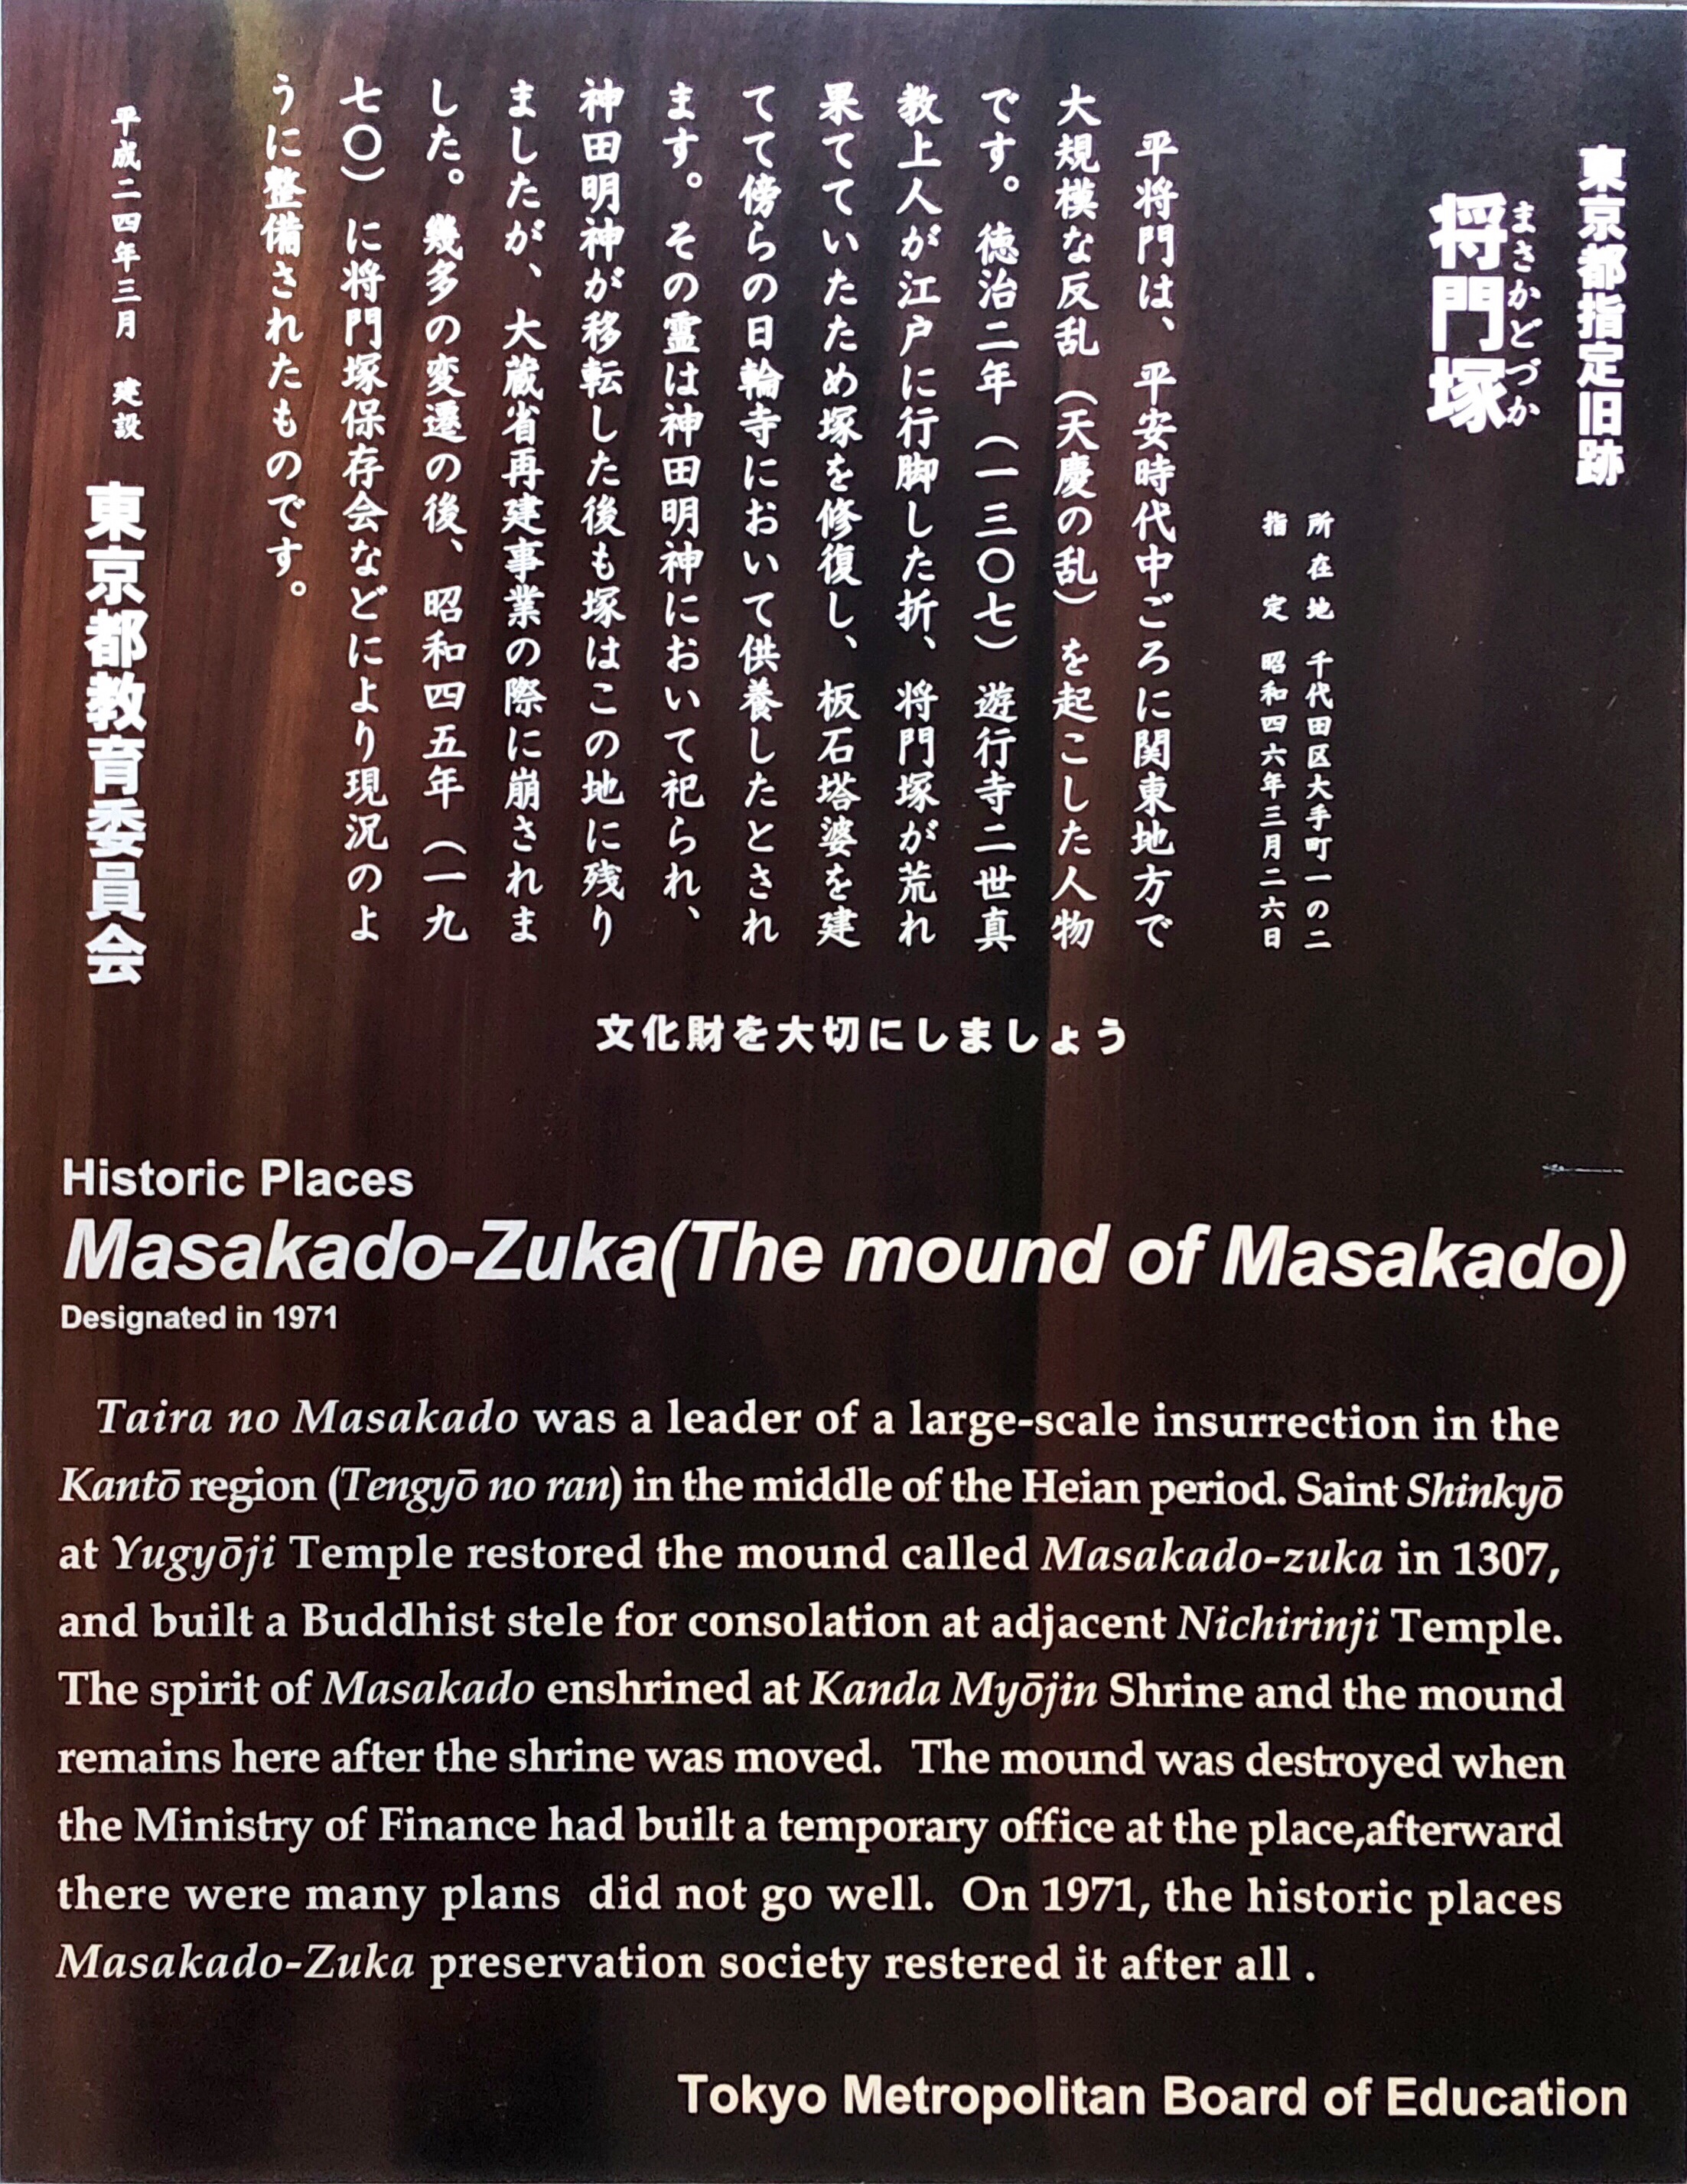 東京都指定旧跡
将門塚
まさかどづか
所在地 千代田区大手町一の二
指定 昭和四六年三月二六日
平将門は、平安時代中ごろに関東地方で
大規模な反乱（天慶の乱）を起こした人物
です。徳治二年（一三〇七）遊行寺二世真
教上人が江戸に行脚した折、将門塚が荒れ
果てていたため塚を修復し、板石塔婆を建
てて傍らの日輪寺において供養したとされ
ます。その霊は神田明神において祀られ、
神田明神が移転した後も塚はこの地に残り
ましたが、大蔵省再建事業の際に崩されま
した。幾多の変遷の後、昭和四五年（一九
七〇）に将門塚保存会などにより現況のよ
うに整備されたものです。
平成二四年三月 建設 東京都教育委員会
文化財を大切にしましょう
Historic Places
Masakado-Zuka(The mound of Masakado)
Designated in 1971
Taira no Masakado was a leader of a large-scale insurrection in the
Kantō region (Tengyō no ran) in the middle of the Heian period. Saint Shinkyō
at Yugyōji Temple restored the mound called Masakado-zuka in 1307,
and built a Buddhist stele for consolation at adjacent Nichirinji Temple.
The spirit of Masakado enshrined at Kanda Myōjin Shrine and the mound
remains here after the shrine was moved. The mound was destroyed when
the Ministry of Finance had built a temporary office at the place,afterward
there were many plans did not go well. On 1971, the historic places
Masakado-Zuka preservation society restered it after all .
Tokyo Metropolitan Board of Education